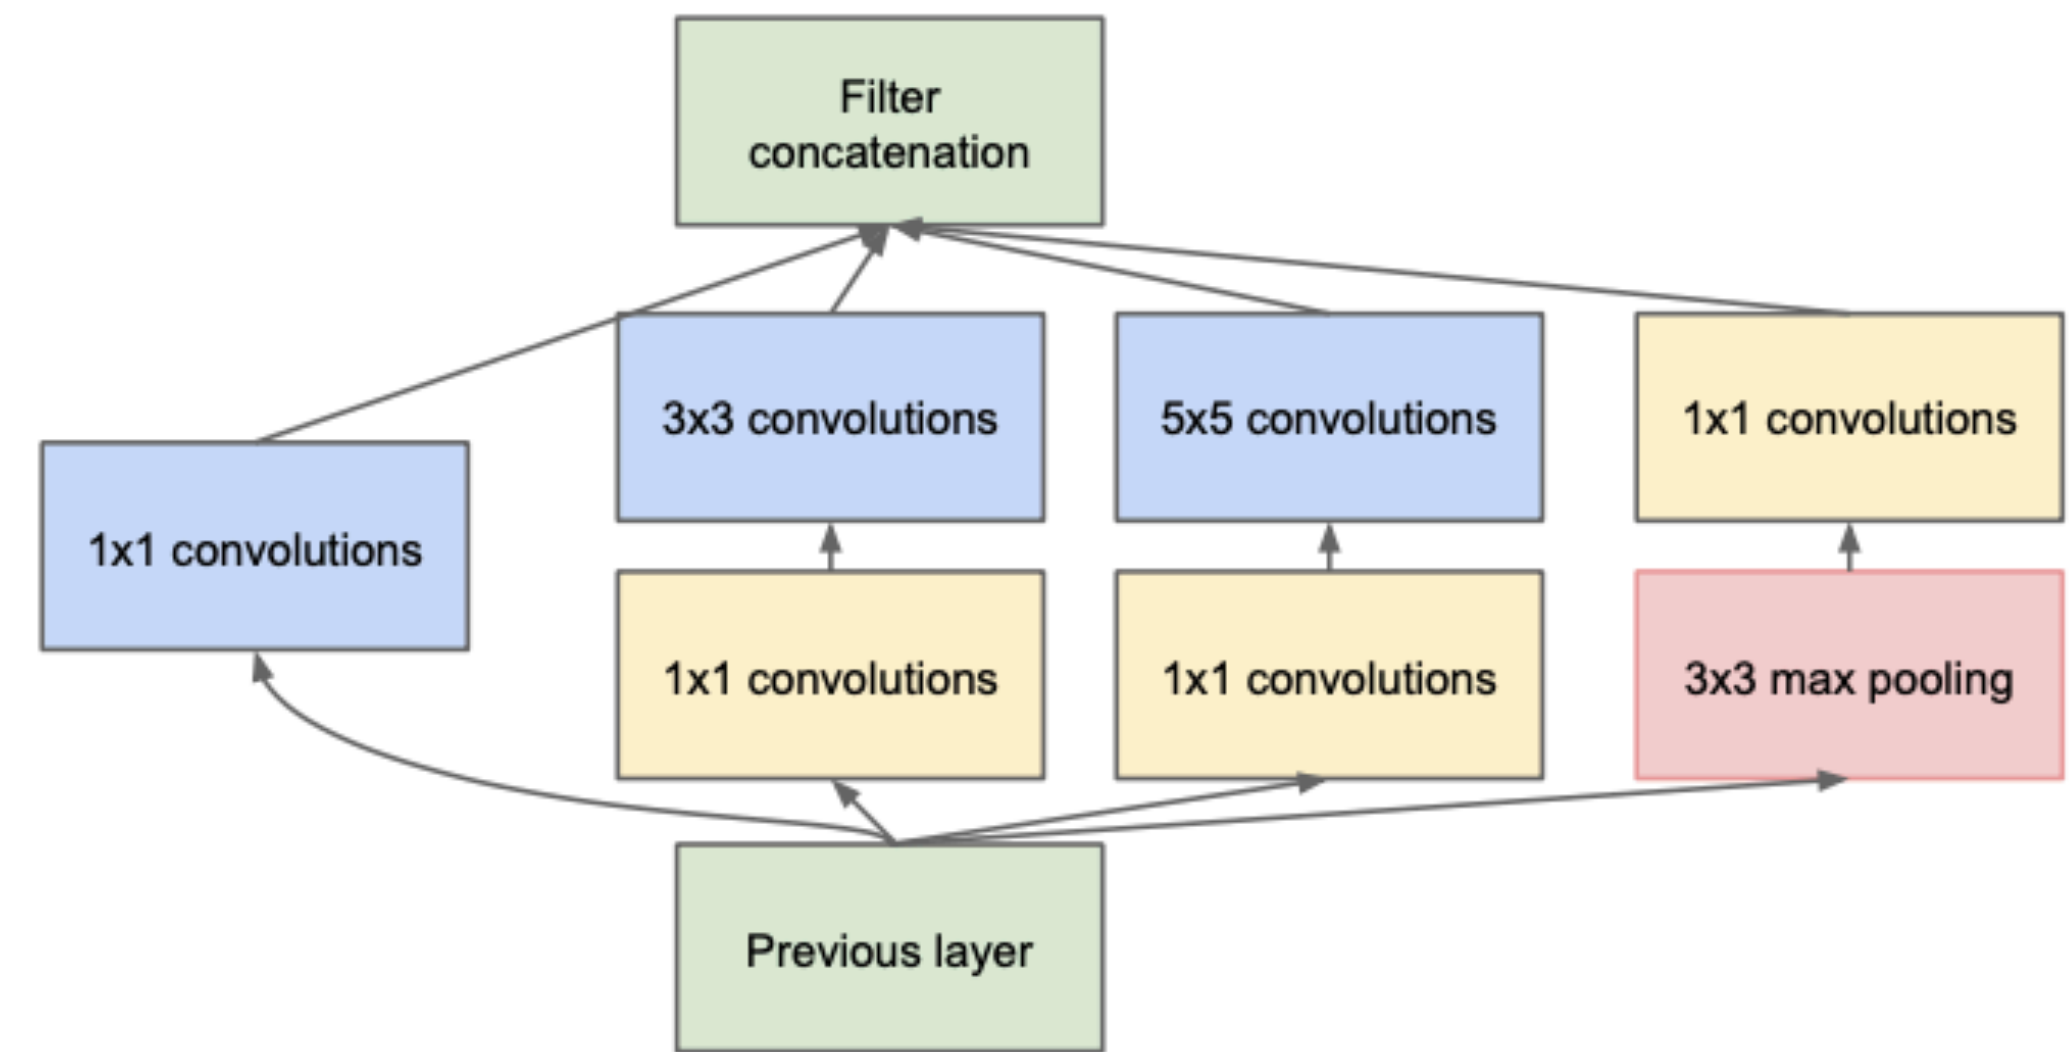 Filter
concatenation
3x3 convolutions
5x5 convolutions
1x1 convolutions
1x1 convolutions
1x1 convolutions
1x1 convolutions
3x3 max pooling
Previous layer